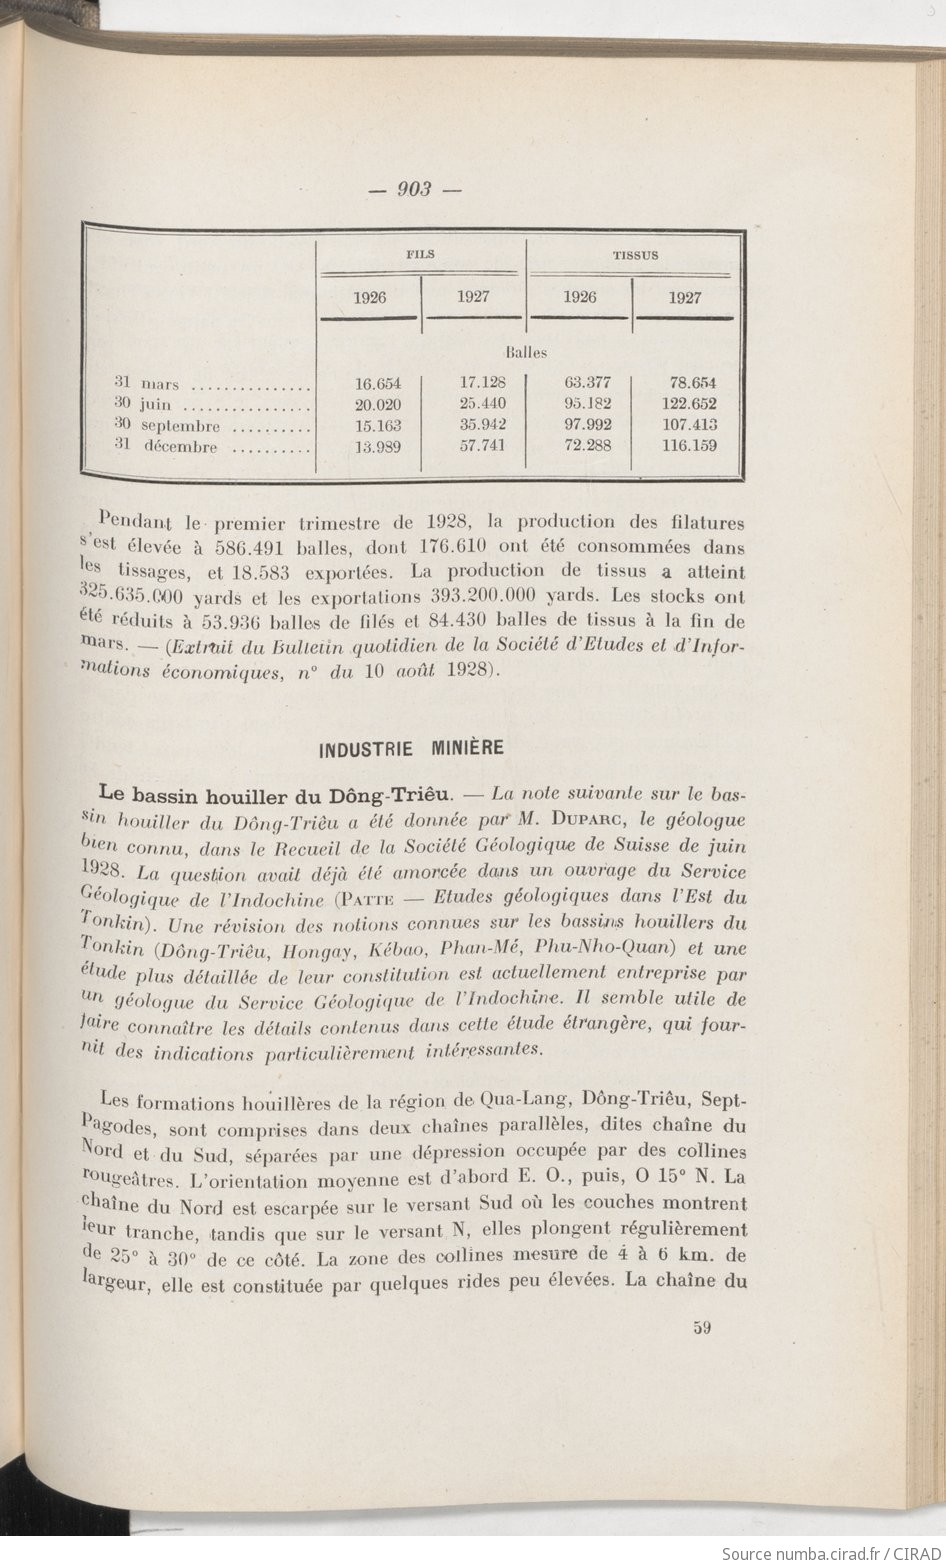 — 903 —
FILS TISSUS
1926 1927 1926 1927
Balles
31 mars .............. 16.654 17.128 63.377 78.654
30 juin ............... 20.020 25.440 95.182 122.652
30 septembre .......... 15.163 35.942 97.992 107.413
31 décembre .......... 13.989 57.741 72.288 116.159
Pendant le premier trimestre de 1928, la production des filatures
s'est élevée à 586.491 balles, dont 176.610 ont été consommées dans
les tissages, et 18.583 exportées. La production de tissus a atteint
325.635.000 yards et les exportations 393.200.000 yards. Les stocks ont
été réduits à 53.936 balles de filés et 84.430 balles de tissus à la fin de
mars. — (Extrait du Bulletin quotidien de la Société d'Etudes et d'Infor-
mations économiques, n° du 10 août 1928).
INDUSTRIE MINIÈRE
Le bassin houiller du Dông-Triêu. — La note suivante sur le bas-
sin houiller du Dông-Triêu a été donnée par M. DUPARC, le géologue
bien connu, dans le Recueil de la Société Géologique de Suisse de juin
1928. La question avait déjà été amorcée dans un ouvrage du Service
Géologique de l'Indochine (PATTE — Etudes géologiques dans l'Est du
Tonkin). Une révision des notions connues sur les bassins houillers du
Tonkin (Dông-Triêu, Hongay, Kébao, Phan-Mé, Phu-Nho-Quan) et une
étude plus détaillée de leur constitution est actuellement entreprise par
un géologue du Service Géologique de l'Indochine. Il semble utile de
faire connaître les détails contenus dans cette étude étrangère, qui four-
nit des indications particulièrement intéressantes.
Les formations houillères de la région de Qua-Lang, Dông-Triêu, Sept-
Pagodes, sont comprises dans deux chaînes parallèles, dites chaîne du
Nord et du Sud, séparées par une dépression occupée par des collines
rougeâtres. L'orientation moyenne est d'abord E. O., puis, O 15° N. La
chaîne du Nord est escarpée sur le versant Sud où les couches montrent
leur tranche, tandis que sur le versant N, elles plongent régulièrement
de 25° à 30° de ce côté. La zone des collines mesure de 4 à 6 km. de
largeur, elle est constituée par quelques rides peu élevées. La chaîne du
59
Source numba.cirad.fr / CIRAD